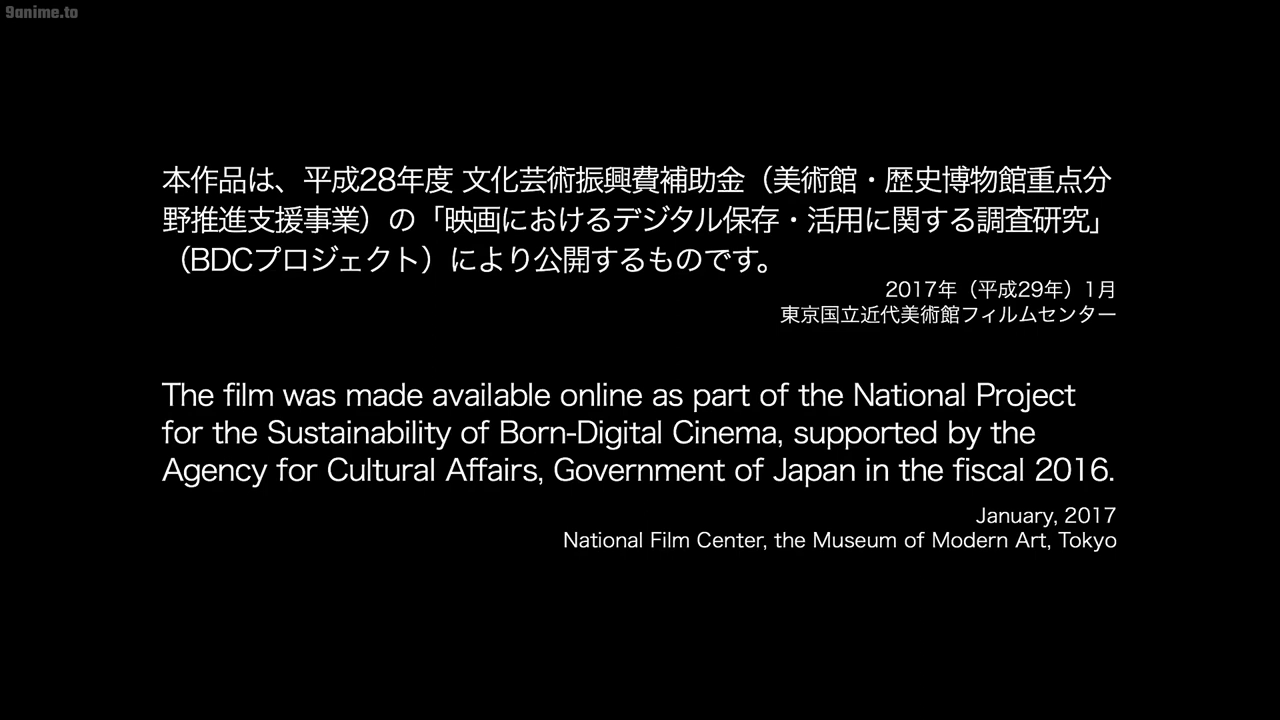 9anime.to
本作品は、平成28年度 文化芸術振興費補助金（美術館・歴史博物館重点分
野推進支援事業）の「映画におけるデジタル保存・活用に関する調査研究」
（BDCプロジェクト）により公開するものです。
2017年（平成29年）1月
東京国立近代美術館フィルムセンター
The film was made available online as part of the National Project
for the Sustainability of Born-Digital Cinema, supported by the
Agency for Cultural Affairs, Government of Japan in the fiscal 2016.
January, 2017
National Film Center, the Museum of Modern Art, Tokyo